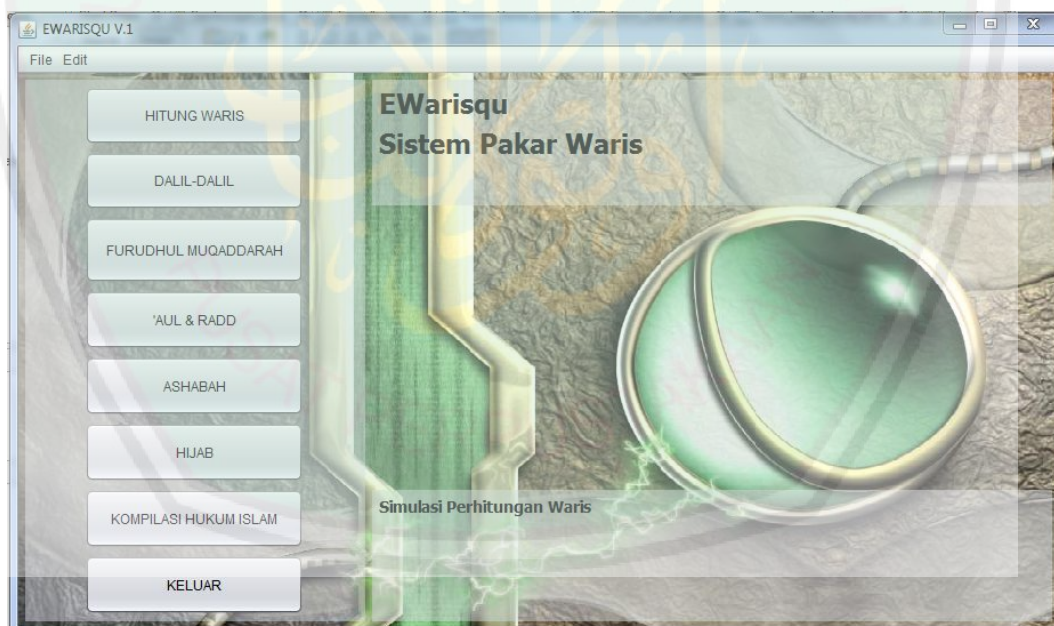 EWARISQU V.1
File Edit
HITUNG WARIS
DALIL-DALIL
FURUDHUL MUQADDARAH
'AUL & RADD
ASHABAH
HIJAB
KOMPILASI HUKUM ISLAM
KELUAR
EWarisqu
Sistem Pakar Waris
Simulasi Perhitungan Waris